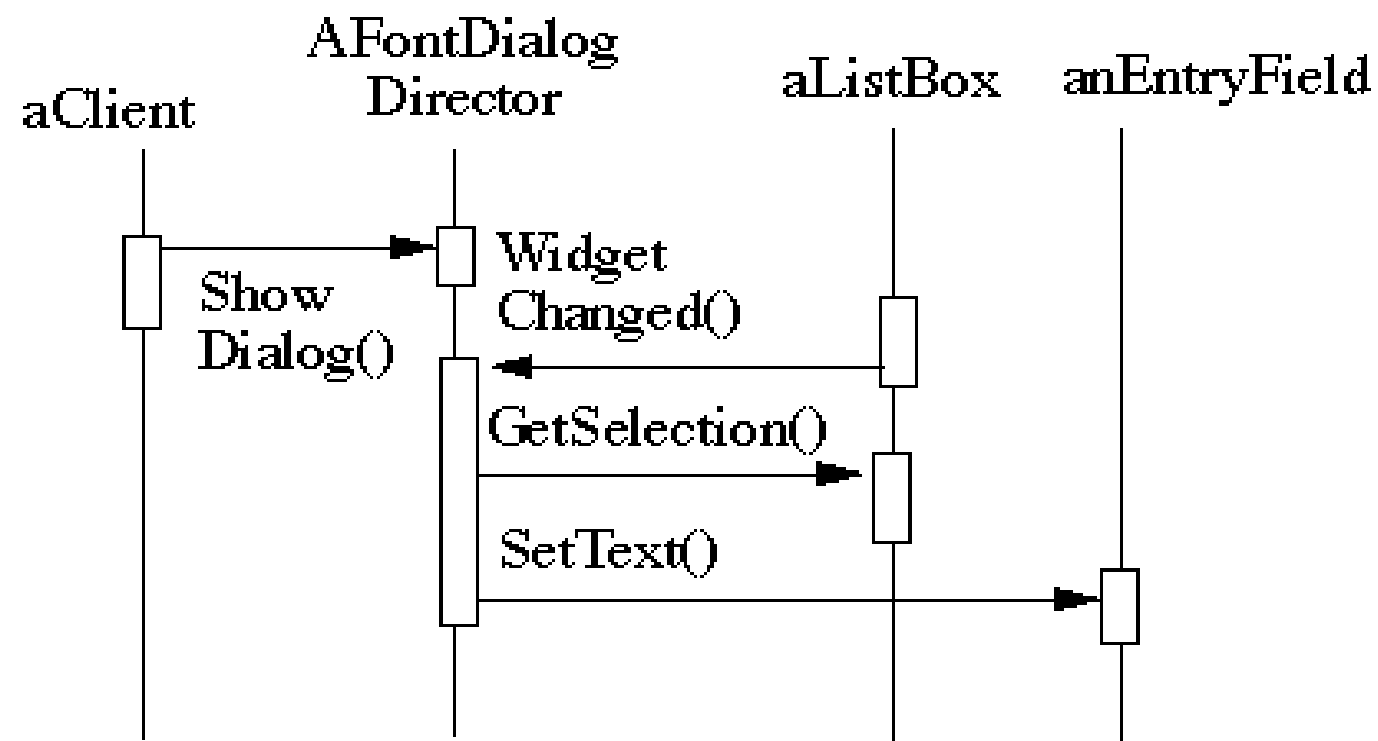 AFontDialog
Director
aClient
aListBox
anEntryField
Show
Dialog()
Widget
Changed()
GetSelection()
SetText()